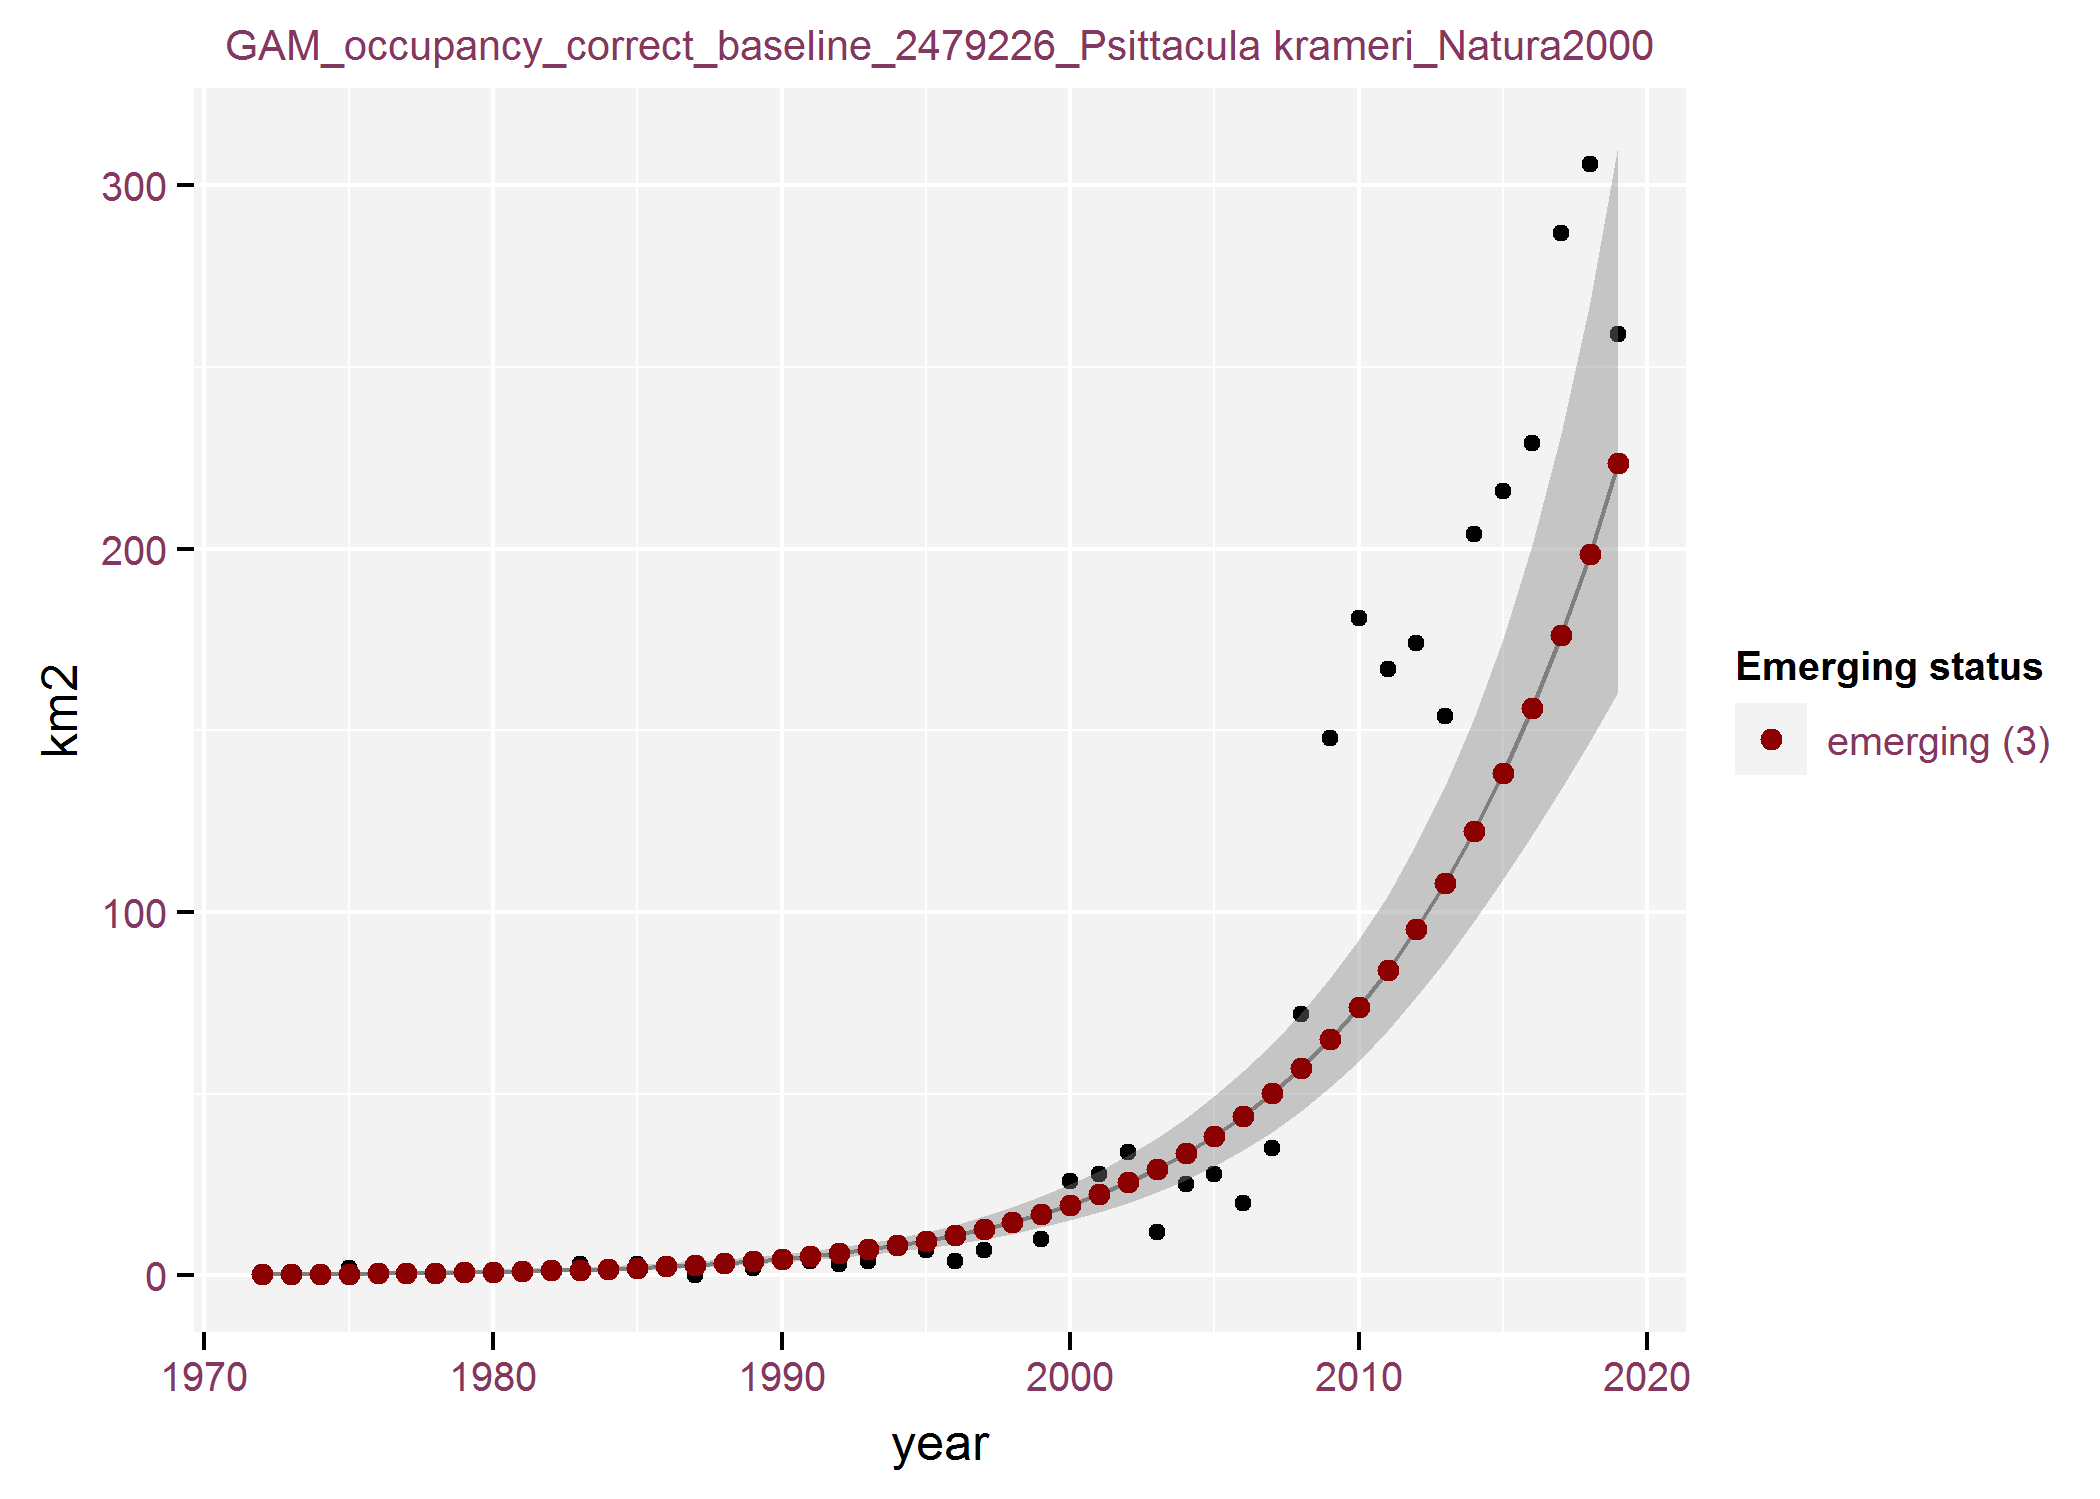 GAM_occupancy_correct_baseline_2479226_Psittacula krameri_Natura2000
300
200
100
0
km2
1970 1980 1990 2000 2010 2020
year
Emerging status
emerging (3)